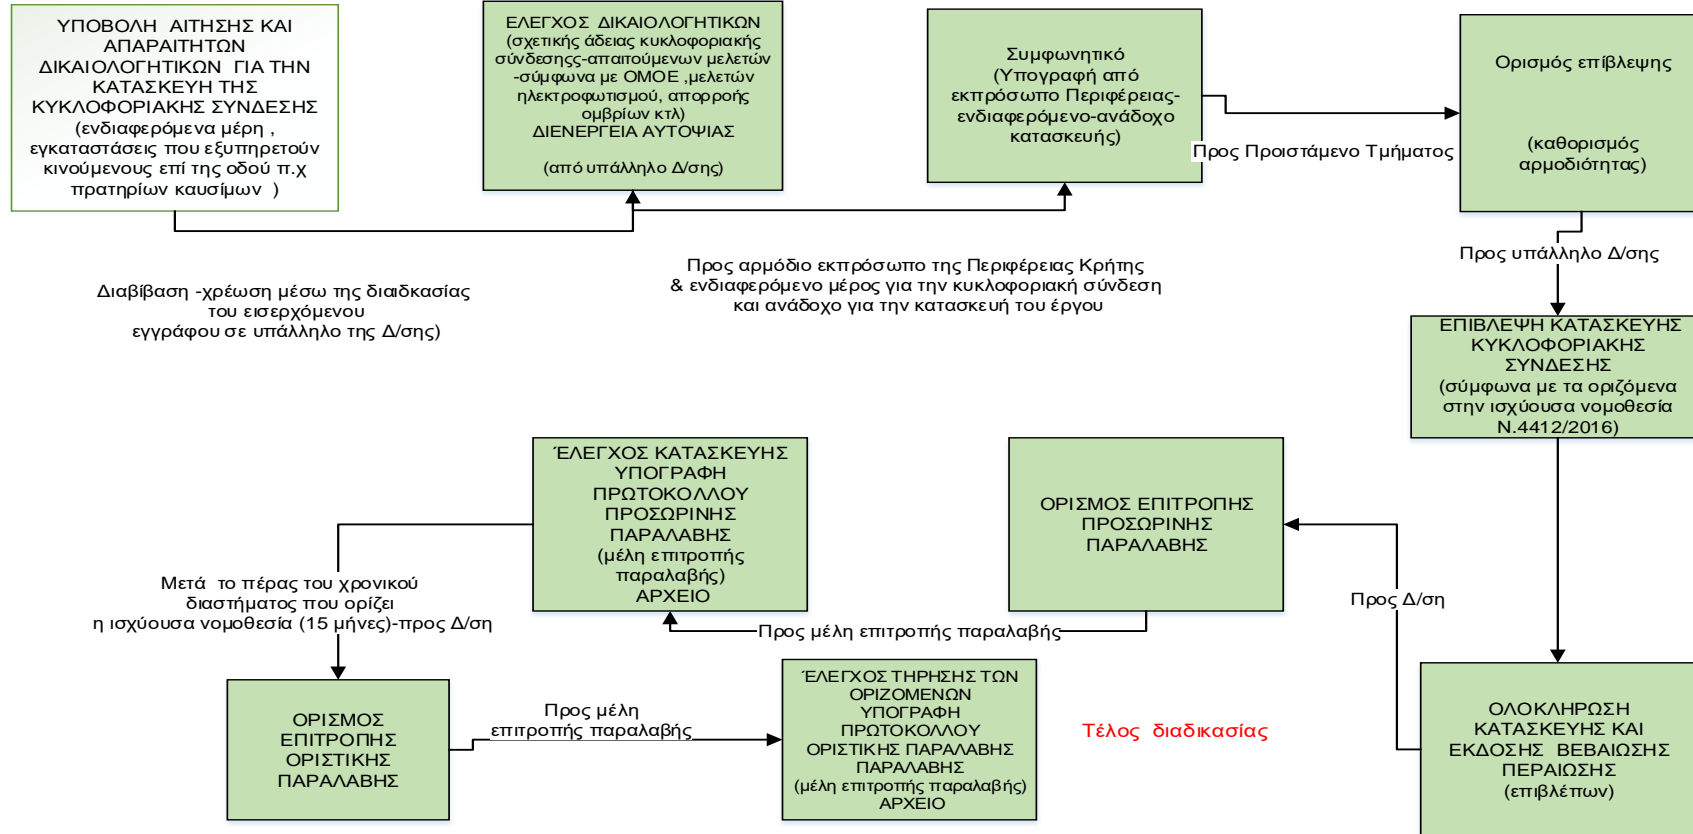 ΥΠΟΒΟΛΗ ΑΙΤΗΣΗΣ ΚΑΙ
ΑΠΑΡΑΙΤΗΤΩΝ
ΔΙΚΑΙΟΛΟΓΗΤΙΚΩΝ ΓΙΑ ΤΗΝ
ΚΑΤΑΣΚΕΥΗ ΤΗΣ
ΚΥΚΛΟΦΟΡΙΑΚΗΣ ΣΥΝΔΕΣΗΣ
(ενδιαφερόμενα μέρη ,
εγκαταστάσεις που εξυπηρετούν
κινούμενους επί της οδού π.χ
πρατηρίων καυσίμων )
ΕΛΕΓΧΟΣ ΔΙΚΑΙΟΛΟΓΗΤΙΚΩΝ
(σχετικής άδειας κυκλοφοριακής
σύνδεσηςς-απαιτούμενων μελετών
-σύμφωνα με ΟΜΟΕ ,μελετών
ηλεκτροφωτισμού, απορροής
ομβρίων κτλ)
ΔΙΕΝΕΡΓΕΙΑ ΑΥΤΟΨΙΑΣ
(από υπάλληλο Δ/σης)
Συμφωνητικό
(Υπογραφή από
εκπρόσωπο Περιφέρειας-
ενδιαφερόμενο-ανάδοχο
κατασκευής)
Προς Προιστάμενο Τμήματος
Ορισμός επίβλεψης
(καθορισμός
αρμοδιότητας)
Διαβίβαση -χρέωση μέσω της διαιδκασίας
του εισερχόμενου
εγγράφου σε υπάλληλο της Δ/σης)
Προς αρμόδιο εκπρόσωπο της Περιφέρειας Κρήτης
& ενδιαφερόμενο μέρος για την κυκλοφοριακή σύνδεση
και ανάδοχο για την κατασκευή του έργου
Προς υπάλληλο Δ/σης
ΕΠΙΒΛΕΨΗ ΚΑΤΑΣΚΕΥΗΣ
ΚΥΚΛΟΦΟΡΙΑΚΗΣ
ΣΥΝΔΕΣΗΣ
(σύμφωνα με τα οριζόμενα
στην ισχύουσα νομοθεσία
Ν.4412/2016)
ΟΛΟΚΛΗΡΩΣΗ
ΚΑΤΑΣΚΕΥΗΣ ΚΑΙ
ΕΚΔΟΣΗΣ ΒΕΒΑΙΩΣΗΣ
ΠΕΡΑΙΩΣΗΣ
(επιβλέπων)
Προς Δ/ση
ΟΡΙΣΜΟΣ ΕΠΙΤΡΟΠΗΣ
ΠΡΟΣΩΡΙΝΗΣ
ΠΑΡΑΛΑΒΗΣ
Προς μέλη επιτροπής παραλαβής
ΈΛΕΓΧΟΣ ΚΑΤΑΣΚΕΥΗΣ
ΥΠΟΓΡΑΦΗ
ΠΡΩΤΟΚΟΛΛΟΥ
ΠΡΟΣΩΡΙΝΗΣ
ΠΑΡΑΛΑΒΗΣ
(μέλη επιτροπής
παραλαβής)
ΑΡΧΕΙΟ
Μετά το πέρας του χρονικού
διαστήματος που ορίζει
η ισχύουσα νομοθεσία (15 μήνες)-προς Δ/ση
ΟΡΙΣΜΟΣ
ΕΠΙΤΡΟΠΗΣ
ΟΡΙΣΤΙΚΗΣ
ΠΑΡΑΛΑΒΗΣ
Προς μέλη
επιτροπής παραλαβής
ΈΛΕΓΧΟΣ ΤΗΡΗΣΗΣ ΤΩΝ
ΟΡΙΖΟΜΕΝΩΝ
ΥΠΟΓΡΑΦΗ
ΠΡΩΤΟΚΟΛΛΟΥ
ΟΡΙΣΤΙΚΗΣ ΠΑΡΑΛΑΒΗΣ
ΠΑΡΑΛΑΒΗΣ
(μέλη επιτροπής παραλαβής)
ΑΡΧΕΙΟ
Τέλος διαδικασίας